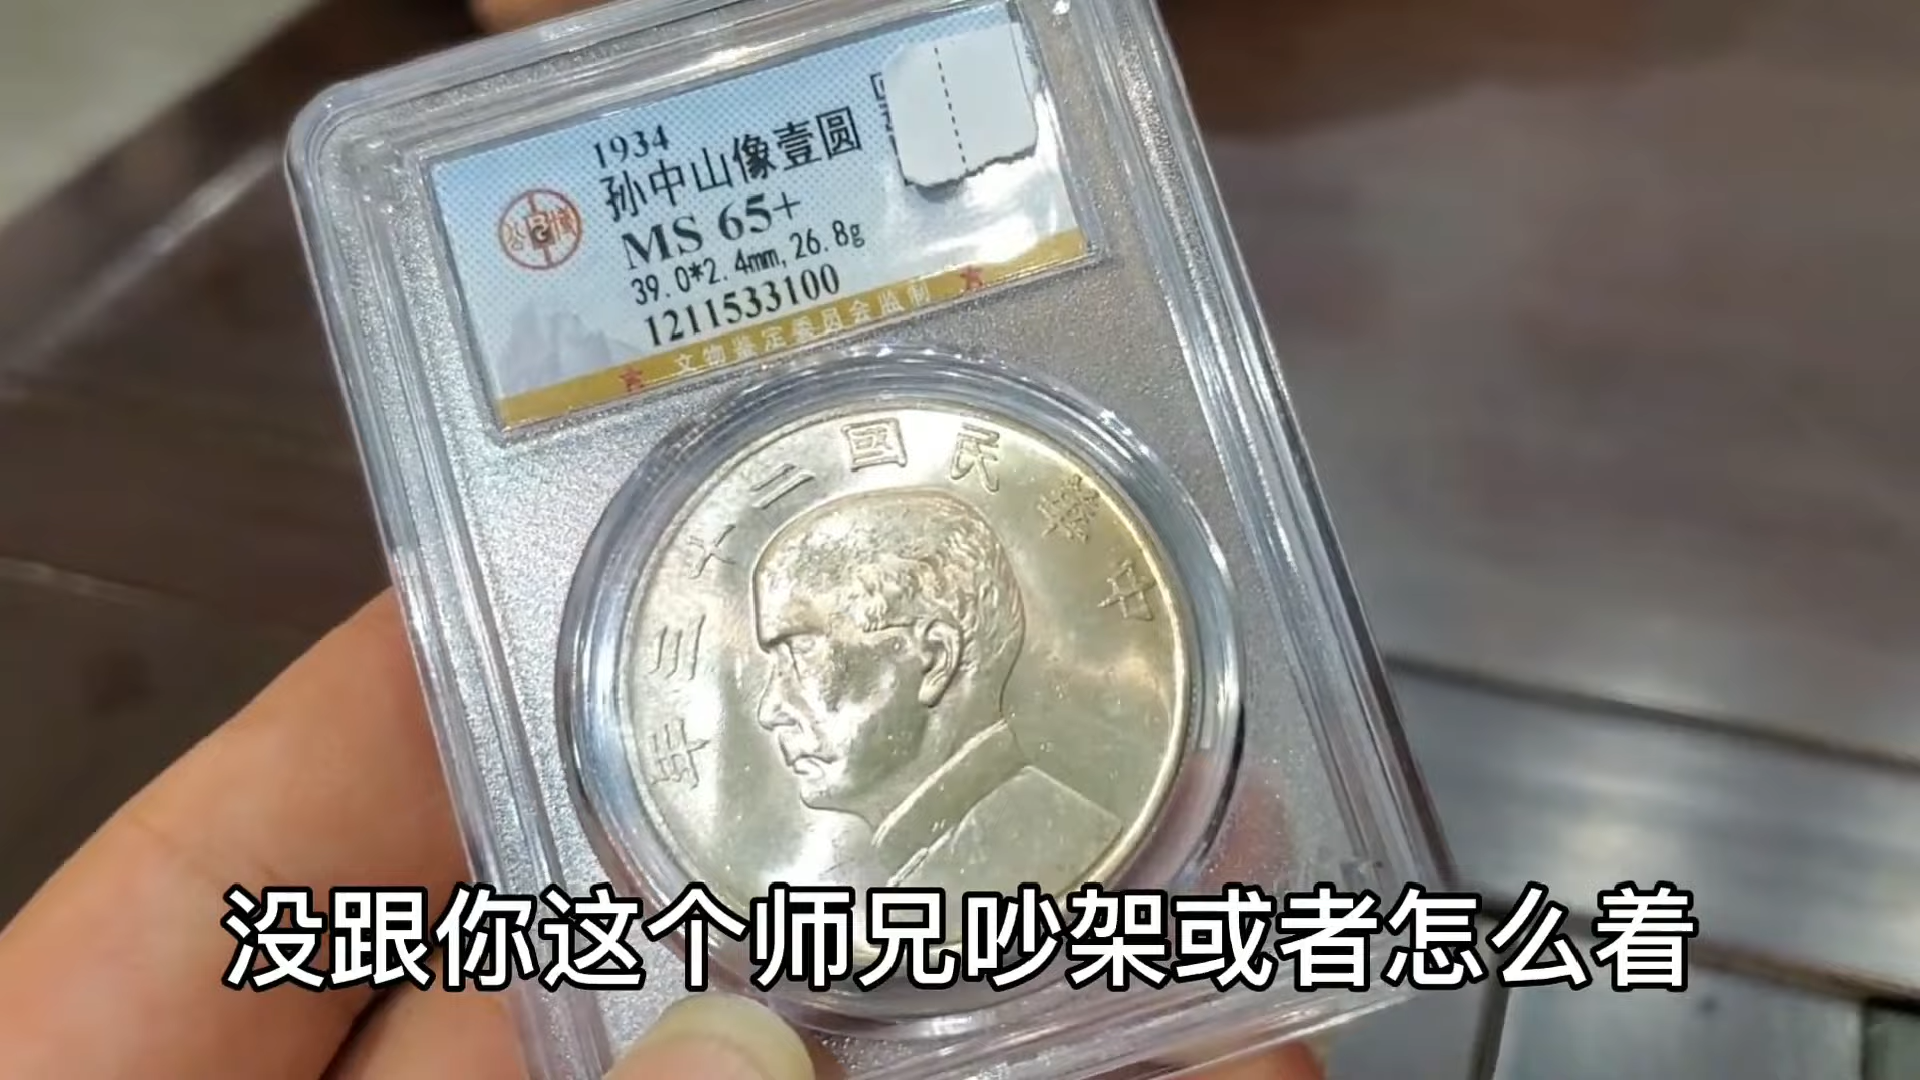 1934
孙中山像壹圆
MS 65+
39.0*2.4mm,26.8g
1211533100
文物鉴定委员会监制
中華民國二十三年
没跟你这个师兄吵架或者怎么着